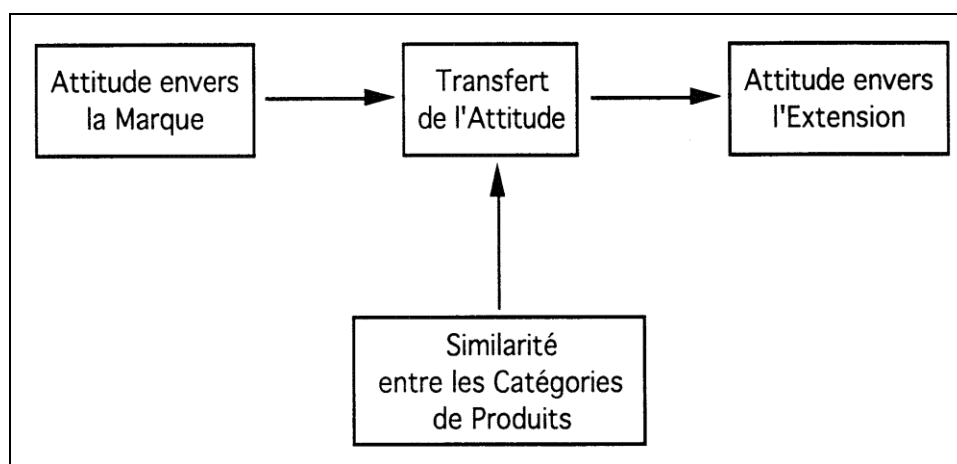 Attitude envers
la Marque
Transfert
de l'Attitude
Attitude envers
l'Extension
Similarité
entre les Catégories
de Produits